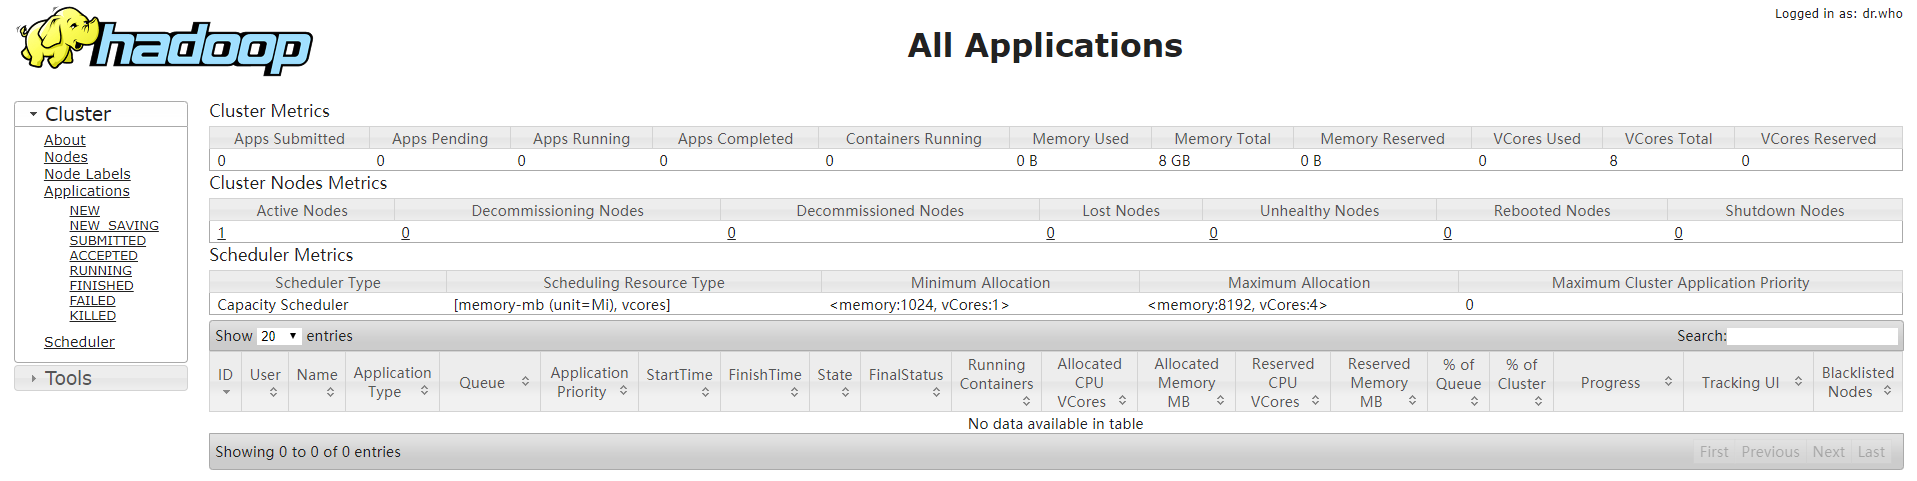 hadoop
Logged in as: dr.who
All Applications
Cluster
About
Nodes
Node Labels
Applications
NEW
NEW_SAVING
SUBMITTED
ACCEPTED
RUNNING
FINISHED
FAILED
KILLED
Scheduler
Tools
Cluster Metrics
Apps Submitted Apps Pending Apps Running Apps Completed Containers Running Memory Used Memory Total Memory Reserved VCores Used VCores Total VCores Reserved
0 0 0 0 0 0 B 8 GB 0 B 0 8 0
Cluster Nodes Metrics
Active Nodes Decommissioning Nodes Decommissioned Nodes Lost Nodes Unhealthy Nodes Rebooted Nodes Shutdown Nodes
1 0 0 0 0 0 0
Scheduler Metrics
Scheduler Type Scheduling Resource Type Minimum Allocation Maximum Allocation Maximum Cluster Application Priority
Capacity Scheduler [memory-mb (unit=Mi), vcores] <memory:1024, vCores:1> <memory:8192, vCores:4> 0
Show 20 entries Search:
ID User Name Application Type Queue Application Priority StartTime FinishTime State FinalStatus Running Containers Allocated CPU VCores Allocated Memory MB Reserved CPU VCores Reserved Memory MB % of Queue % of Cluster Progress Tracking UI Blacklisted Nodes
No data available in table
Showing 0 to 0 of 0 entries First Previous Next Last